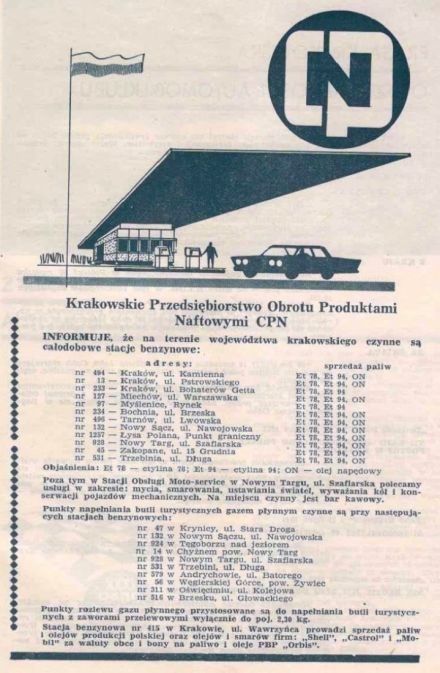 CPN
Krakowskie Przedsiębiorstwo Obrotu Produktami
Naftowymi CPN
INFORMUJE, że na terenie województwa krakowskiego czynne są
całodobowe stacje benzynowe:
adresy: sprzedaż paliw
nr 494 — Kraków, ul. Kamienna Et 78, Et 94, ON
nr 13 — Kraków, ul. Pstrowskiego Et 78, Et 94, ON
nr 233 — Kraków, ul. Bohaterów Getta Et 78, Et 94
nr 127 — Miechów, ul. Warszawska Et 78, Et 94, ON
nr 97 — Myślenice, Rynek Et 78, Et 94
nr 234 — Bochnia, ul. Brzeska Et 78, Et 94, ON
nr 496 — Tarnów, ul. Lwowska Et 78, Et 94, ON
nr 132 — Nowy Sącz, ul. Nawojowska Et 78, Et 94, ON
nr 1257 — Łysa Polana, Punkt graniczny Et 78, Et 94, ON
nr 928 — Nowy Targ, ul. Szaflarska Et 78, Et 94, ON
nr 45 — Zakopane, ul. 15 Grudnia Et 78, Et 94, ON
nr 531 — Trzebinia, ul. Długa Et 78, Et 94, ON
Objaśnienia: Et 78 — etylina 78; Et 94 — etylina 94; ON — olej napędowy
Poza tym w Stacji Obsługi Moto-service w Nowym Targu, ul. Szaflarska polecamy
usługi w zakresie: mycia, smarowania, ustawiania świateł, wyważania kół i kon-
serwacji pojazdów mechanicznych. Na miejscu czynny jest bar kawowy.
Punkty napełniania butli turystycznych gazem płynnym czynne są przy następują-
cych stacjach benzynowych:
nr 47 w Krynicy, ul. Stara Droga
nr 132 w Nowym Sączu, ul. Nawojowska
nr 924 w Tęgoborzu nad jeziorem
nr 14 w Chyżnem pow. Nowy Targ
nr 928 w Nowym Targu, ul. Szaflarska
nr 531 w Trzebini, ul. Długa
nr 579 w Andrychowie, ul. Batorego
nr 56 w Węgierskiej Górce, pow. Żywiec
nr 311 w Oświęcimiu, ul. Kolejowa
nr 516 w Brzesku, ul. Głowackiego
Punkty rozlewu gazu płynnego przystosowane są do napełniania butli turystycz-
nych z zaworami przelewowymi wyłącznie do poj. 2,30 kg.
Stacja benzynowa nr 415 w Krakowie, ul. Wawrzyńca prowadzi sprzedaż paliw
i olejów produkcji polskiej oraz olejów i smarów firm: „Shell", „Castrol" i „Mo-
bil" za waluty obce i bony na paliwo i oleje PBP „Orbis".